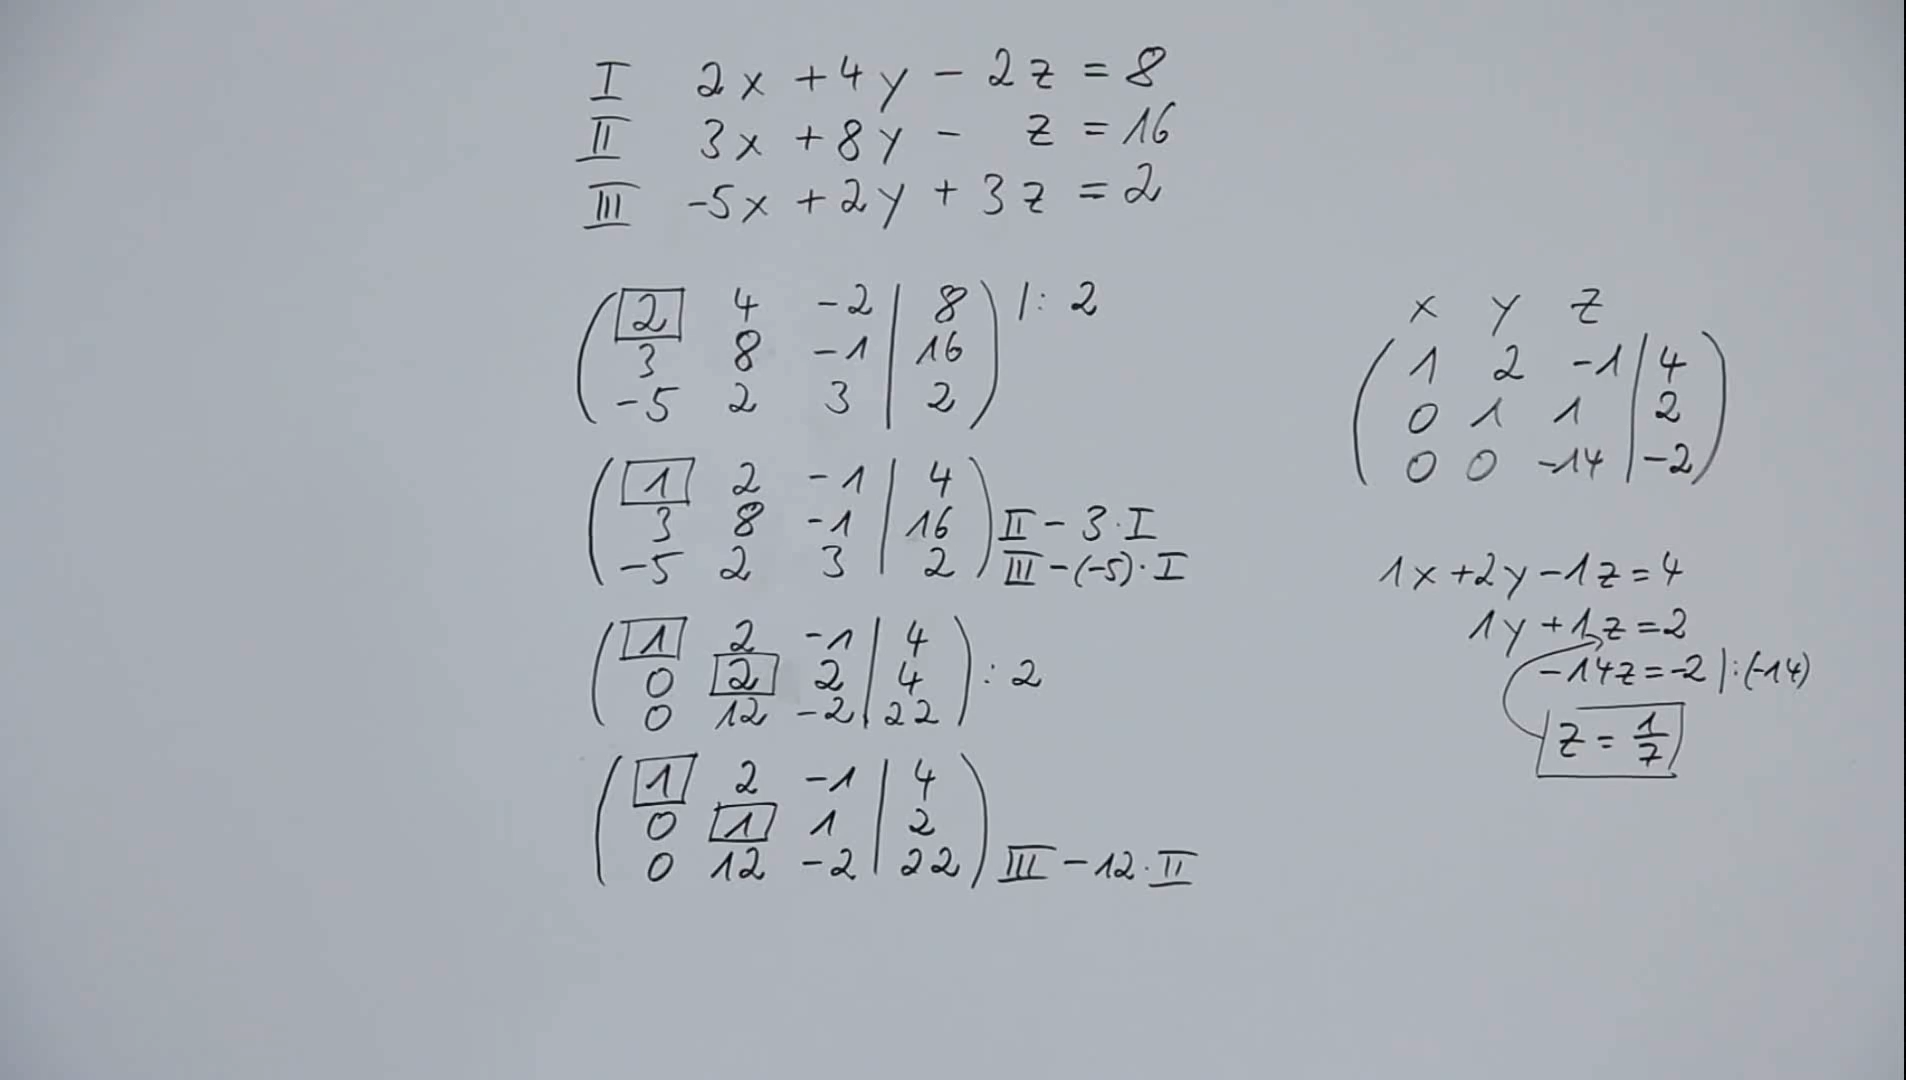 I 2x + 4y - 2z = 8
II 3x + 8y - z = 16
III -5x + 2y + 3z = 2
( 2 4 -2 | 8 ) | : 2
( 3 8 -1 | 16 )
( -5 2 3 | 2 )
( 1 2 -1 | 4 )
( 3 8 -1 | 16 ) II - 3 · I
( -5 2 3 | 2 ) III - (-5) · I
( 1 2 -1 | 4 )
( 0 2 2 | 4 ) : 2
( 0 12 -2 | 22 )
( 1 2 -1 | 4 )
( 0 1 1 | 2 )
( 0 12 -2 | 22 ) III - 12 · II
x y z
( 1 2 -1 | 4 )
( 0 1 1 | 2 )
( 0 0 -14 | -2 )
1x + 2y - 1z = 4
1y + 1z = 2
-14z = -2 | : (-14)
z = 1/7